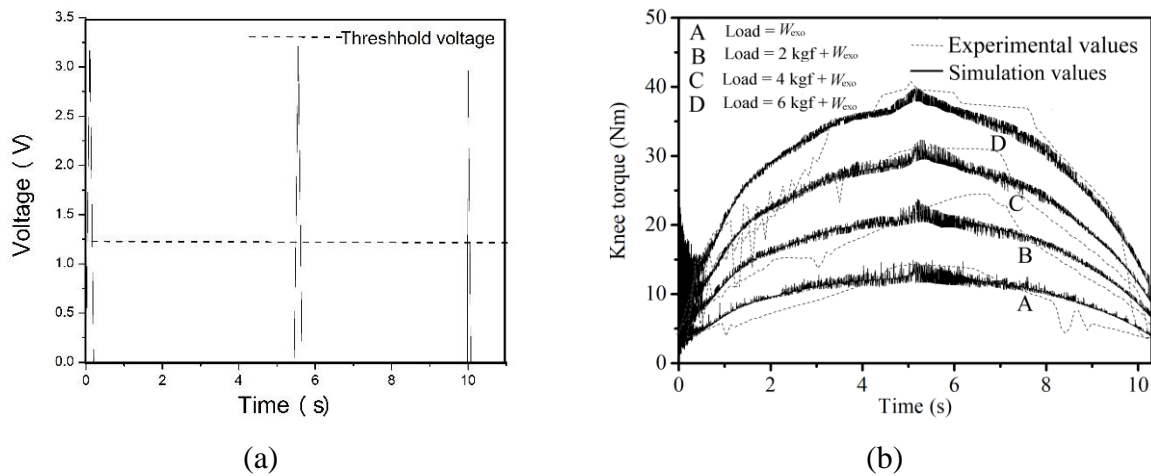 3.5
3.0
2.5
2.0
1.5
1.0
0.5
0.0
Voltage (V)
Threshhold voltage
0 2 4 6 8 10
Time (s)
(a)
50
40
30
20
10
0
Knee torque (Nm)
A Load = Wexo
B Load = 2 kgf + Wexo
C Load = 4 kgf + Wexo
D Load = 6 kgf + Wexo
Experimental values
Simulation values
D
C
B
A
0 2 4 6 8 10
Time (s)
(b)